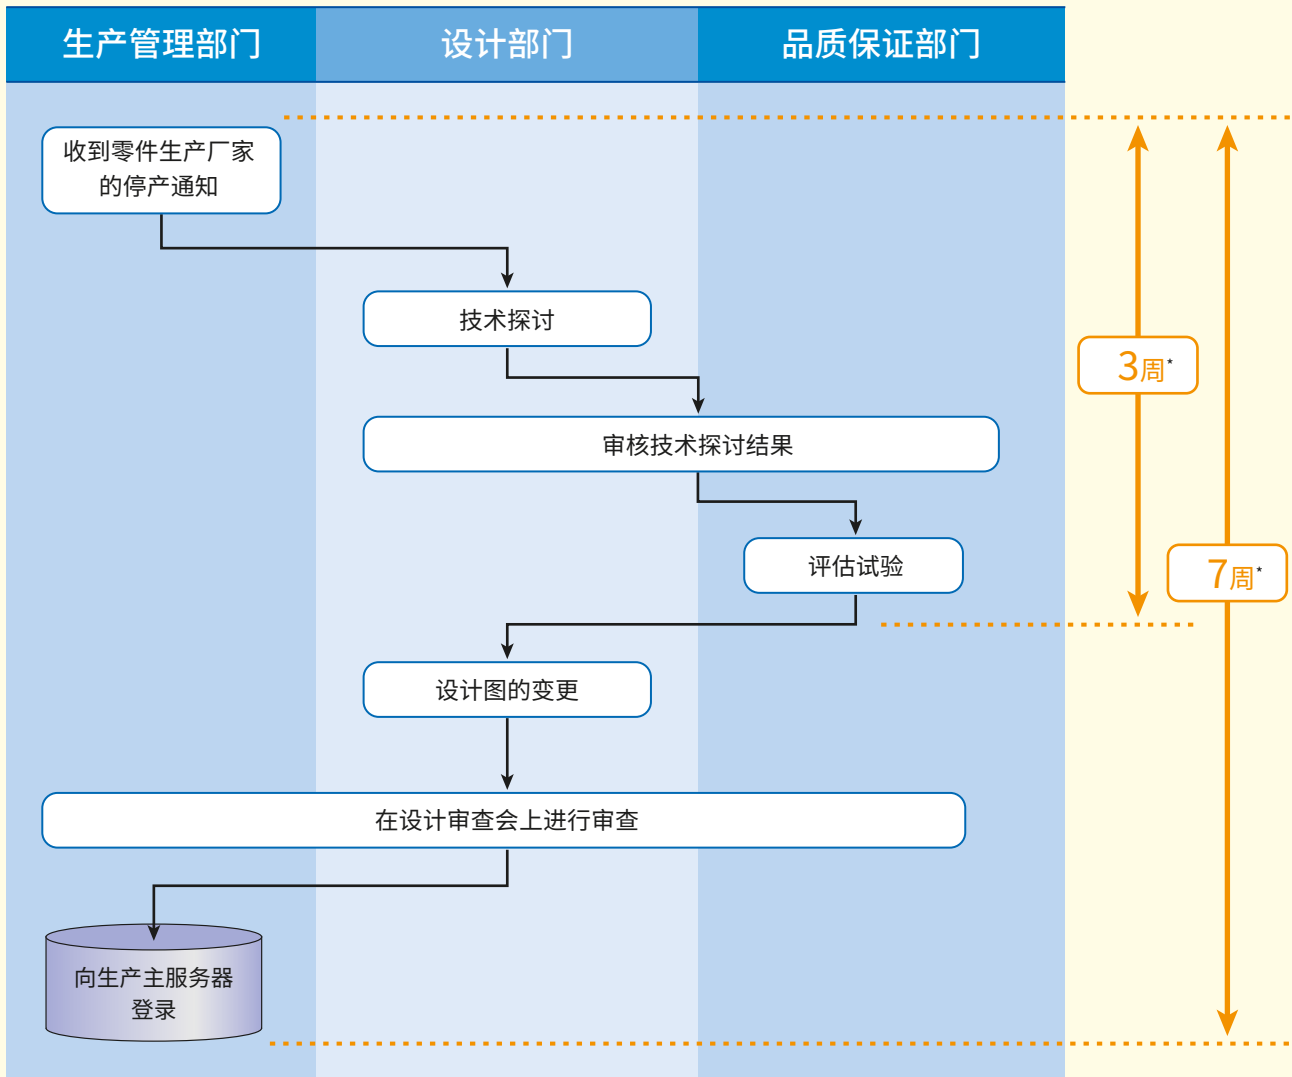 生产管理部门
设计部门
品质保证部门
收到零件生产厂家
的停产通知
技术探讨
3周*
审核技术探讨结果
评估试验
7周*
设计图的变更
在设计审查会上进行审查
向生产主服务器
登录